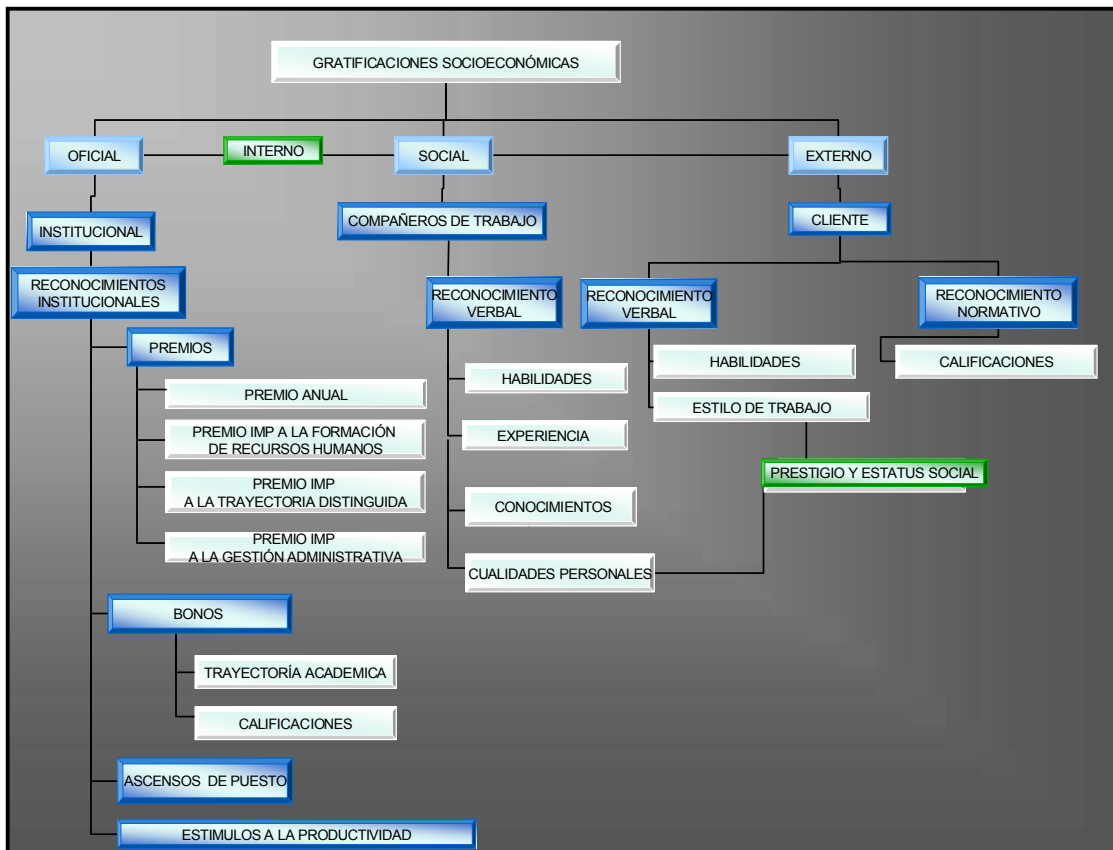 GRATIFICACIONES SOCIOECONÓMICAS
OFICIAL
INTERNO
SOCIAL
EXTERNO
INSTITUCIONAL
COMPAÑEROS DE TRABAJO
CLIENTE
RECONOCIMIENTOS
INSTITUCIONALES
RECONOCIMIENTO
VERBAL
RECONOCIMIENTO
VERBAL
RECONOCIMIENTO
NORMATIVO
PREMIOS
HABILIDADES
CALIFICACIONES
PREMIO ANUAL
HABILIDADES
ESTILO DE TRABAJO
PREMIO IMP A LA FORMACIÓN
DE RECURSOS HUMANOS
EXPERIENCIA
PREMIO IMP
A LA TRAYECTORIA DISTINGUIDA
PRESTIGIO Y ESTATUS SOCIAL
CONOCIMIENTOS
PREMIO IMP
A LA GESTIÓN ADMINISTRATIVA
CUALIDADES PERSONALES
BONOS
TRAYECTORÍA ACADEMICA
CALIFICACIONES
ASCENSOS DE PUESTO
ESTIMULOS A LA PRODUCTIVIDAD